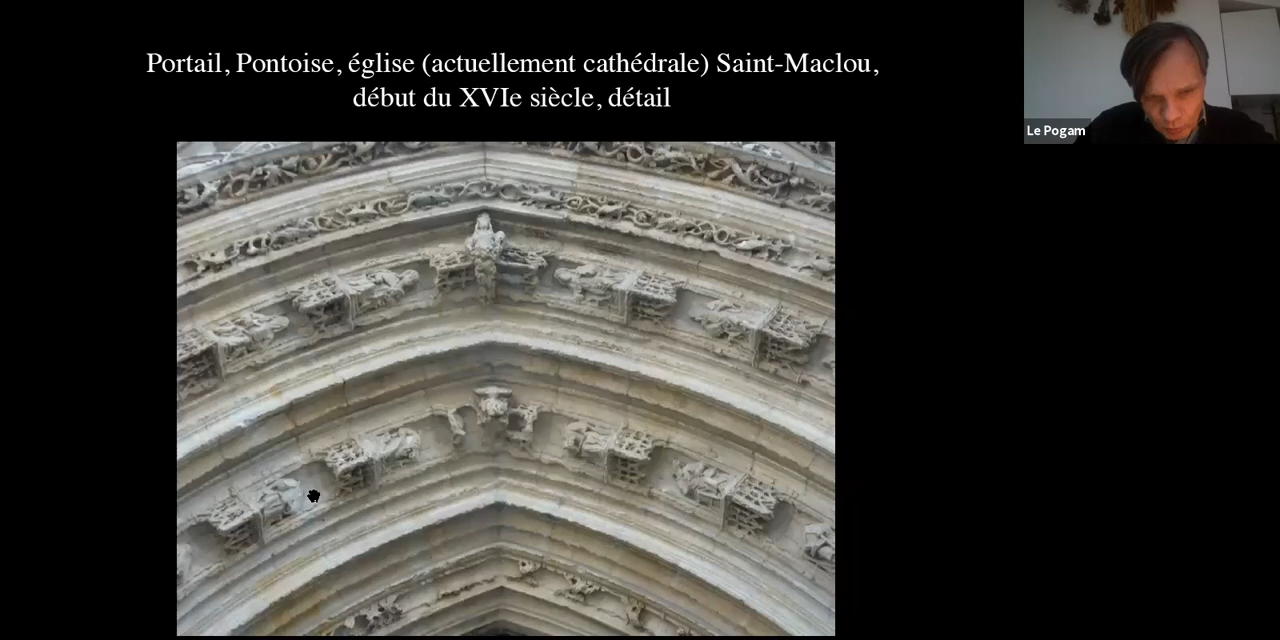 Portail, Pontoise, église (actuellement cathédrale) Saint-Maclou,
début du XVIe siècle, détail
Le Pogam